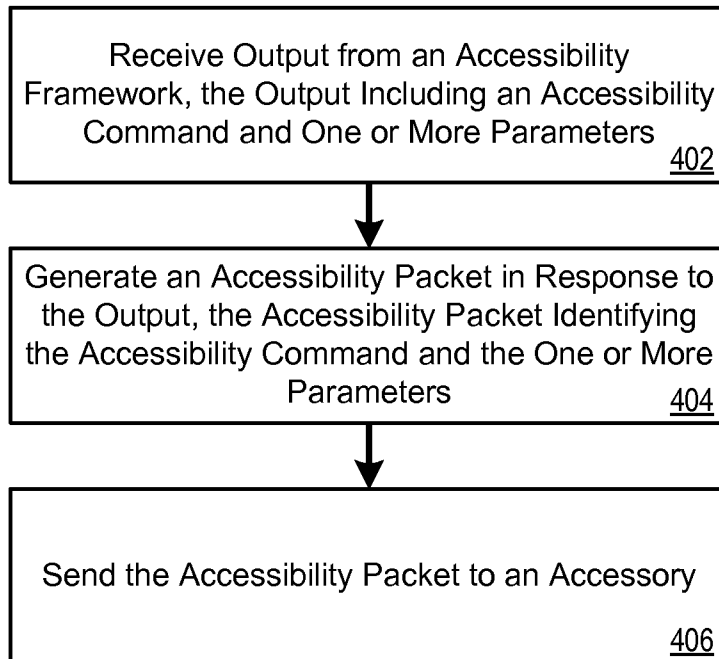 Receive Output from an Accessibility
Framework, the Output Including an Accessibility
Command and One or More Parameters
402
Generate an Accessibility Packet in Response to
the Output, the Accessibility Packet Identifying
the Accessibility Command and the One or More
Parameters
404
Send the Accessibility Packet to an Accessory
406